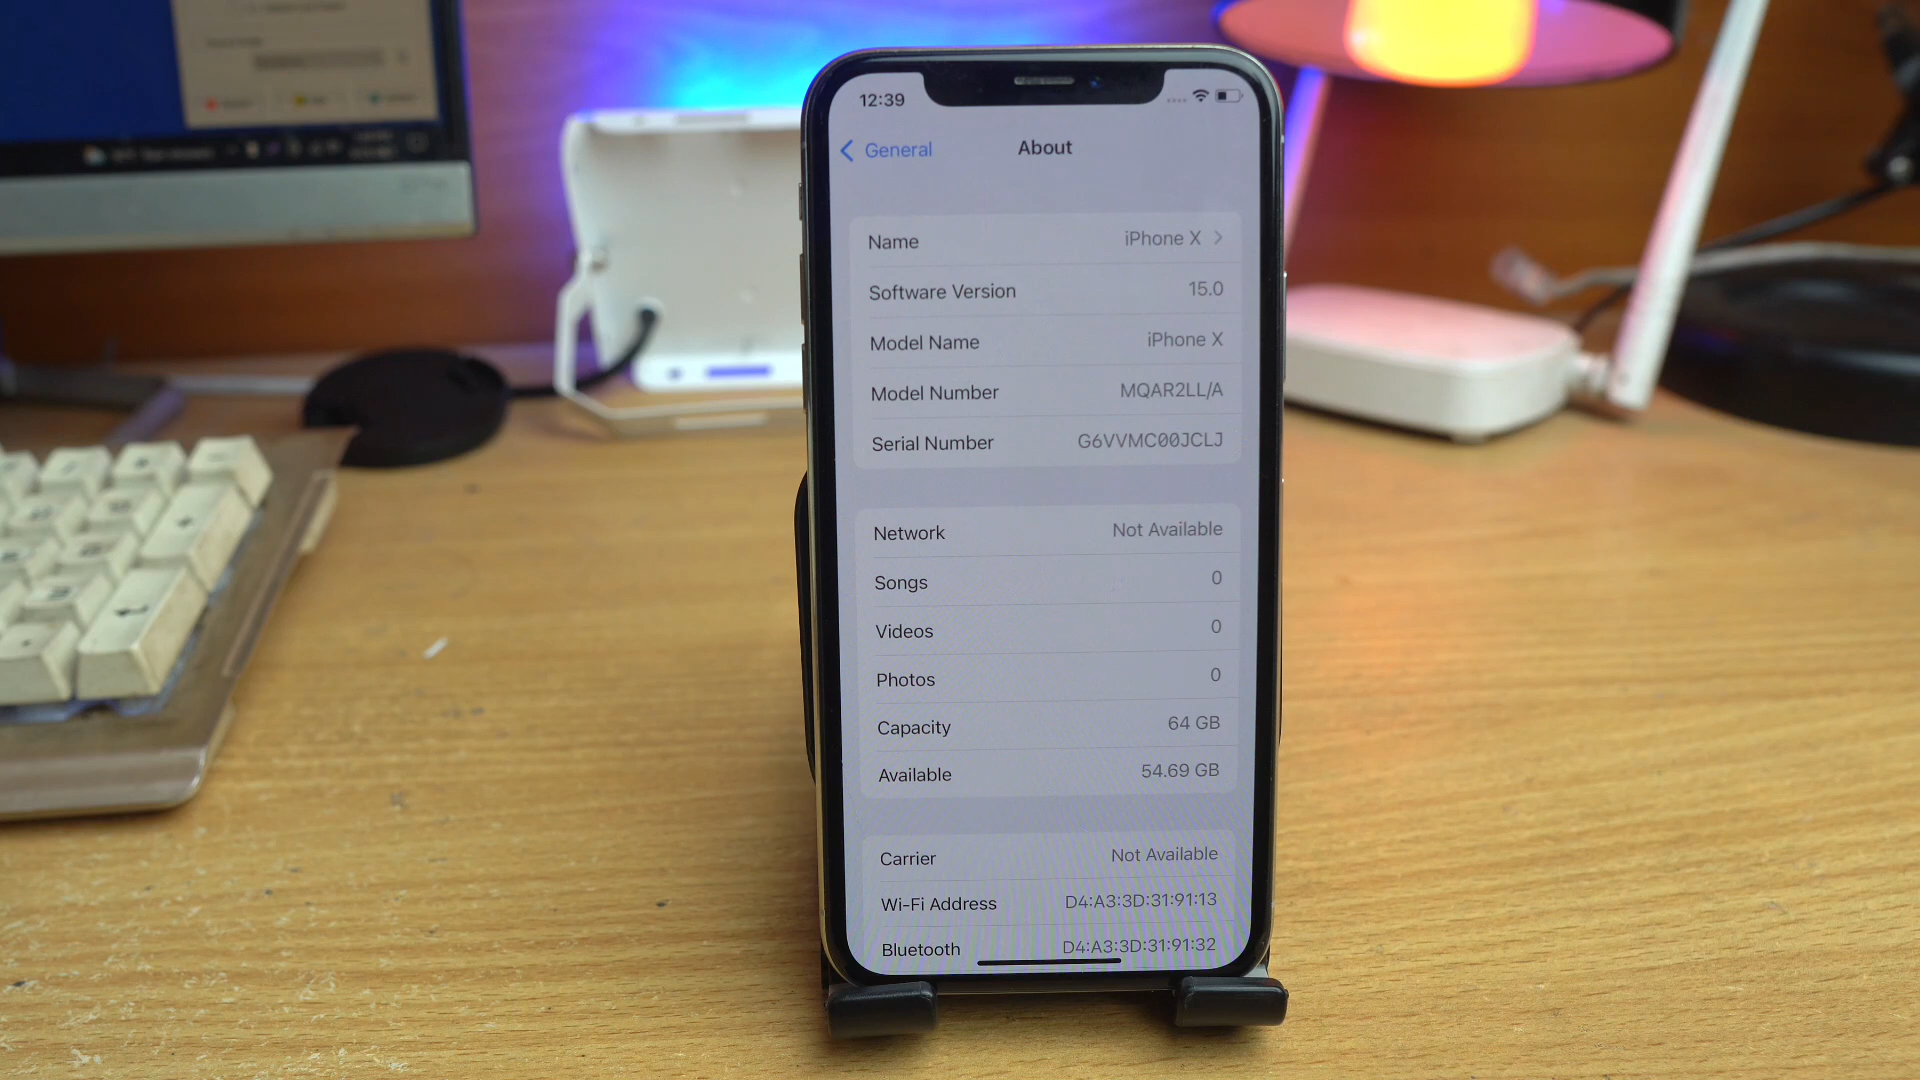 12:39
General
About
Name iPhone X
Software Version 15.0
Model Name iPhone X
Model Number MQAR2LL/A
Serial Number G6VVMC00JCLJ
Network Not Available
Songs 0
Videos 0
Photos 0
Capacity 64 GB
Available 54.69 GB
Carrier Not Available
Wi-Fi Address D4:A3:3D:31:91:13
Bluetooth D4:A3:3D:31:91:32